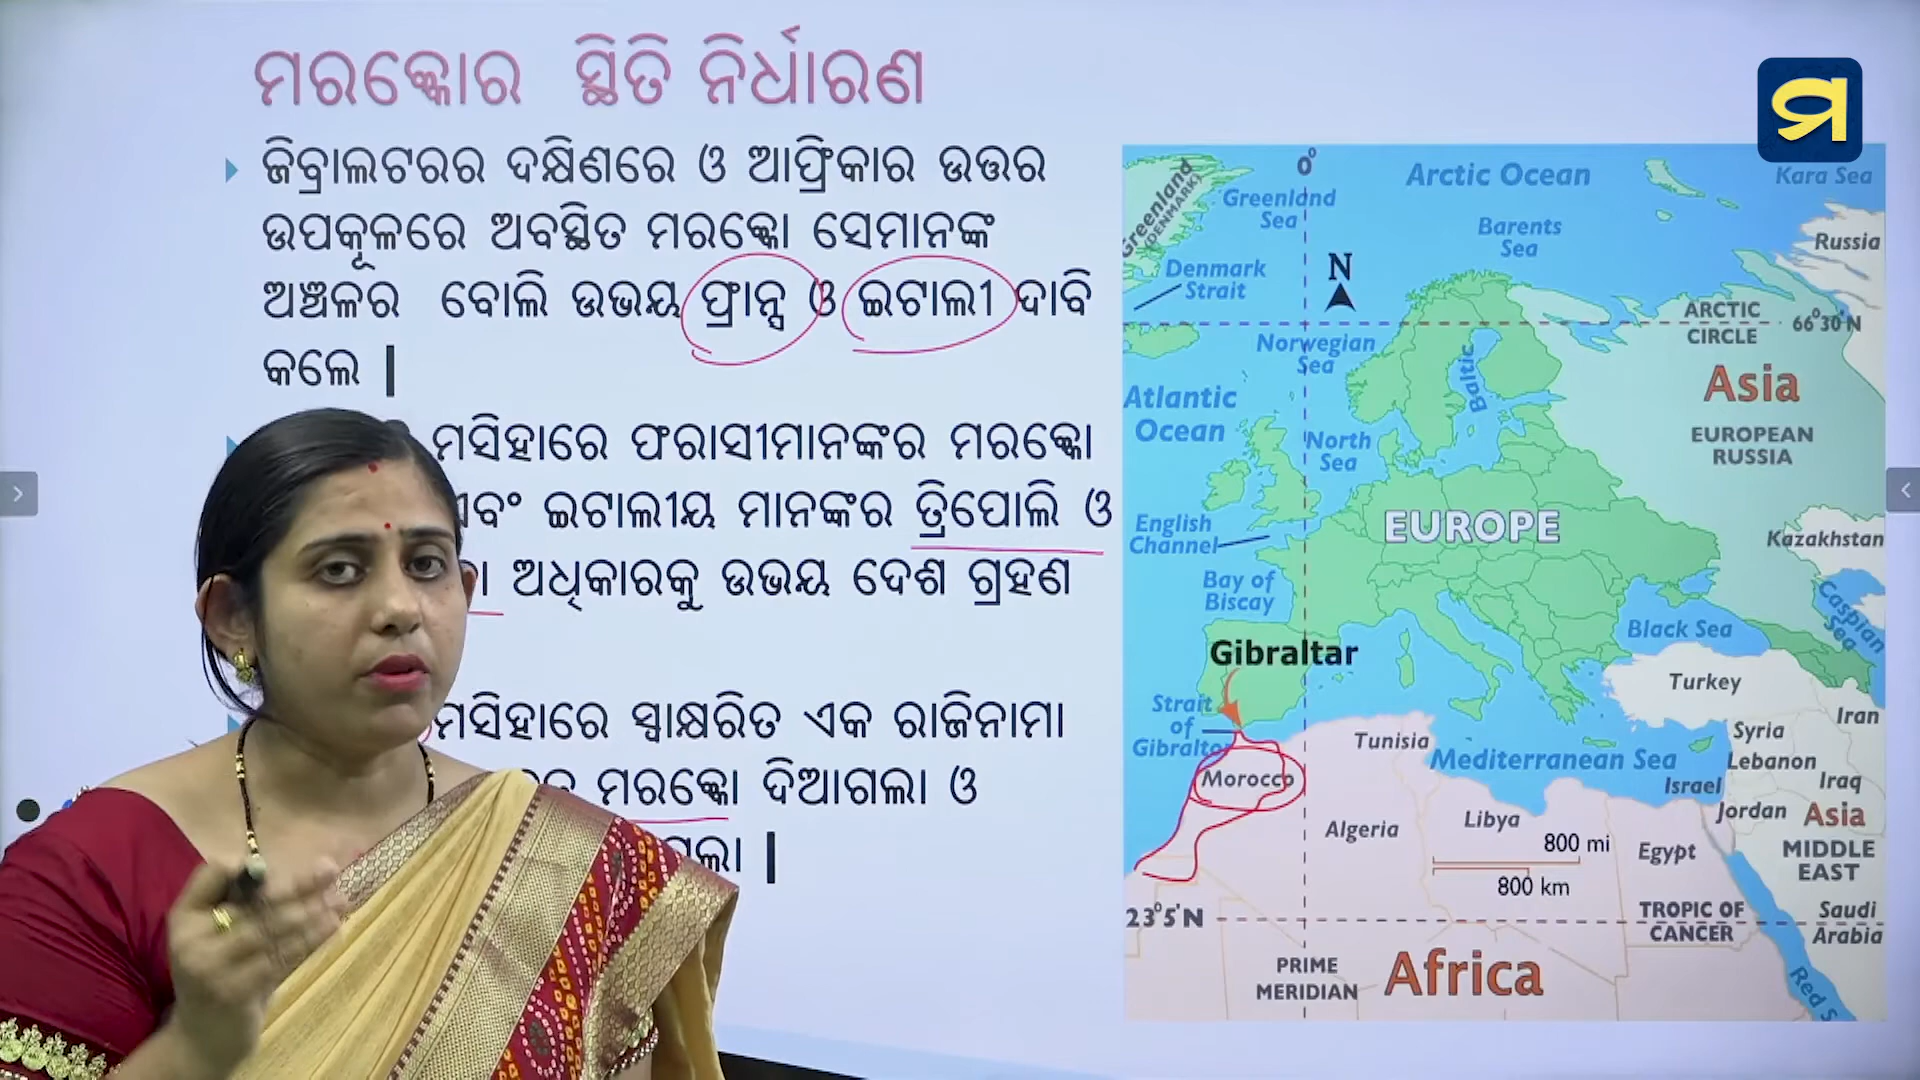 ମରକ୍କୋର ସ୍ଥିତି ନିର୍ଧାରଣ
ଜିବ୍ରାଲଟରର ଦକ୍ଷିଣରେ ଓ ଆଫ୍ରିକାର ଉତ୍ତର
ଉପକୂଳରେ ଅବସ୍ଥିତ ମରକ୍କୋ ସେମାନଙ୍କ
ଅଞ୍ଚଳର ବୋଲି ଉଭୟ ଫ୍ରାନ୍ସ ଓ ଇଟାଲୀ ଦାବି
କଲେ |
ମସିହାରେ ଫରାସୀମାନଙ୍କର ମରକ୍କୋ
ଇଟାଲୀୟ ମାନଙ୍କର ତ୍ରିପୋଲି ଓ
ଅଧିକାରକୁ ଉଭୟ ଦେଶ ଗ୍ରହଣ
ମସିହାରେ ସ୍ୱାକ୍ଷରିତ ଏକ ରାଜିନାମା
ମରକ୍କୋ ଦିଆଗଲା ଓ
|
ମ
0°
Arctic Ocean
Kara Sea
Greenland
(DENMARK)
Greenland
Sea
Barents
Sea
Russia
Denmark
Strait
N
ARCTIC
CIRCLE
66°30'N
Norwegian
Sea
Baltic
Asia
Atlantic
Ocean
EUROPEAN
RUSSIA
North
Sea
English
Channel
EUROPE
Kazakhstan
Bay of
Biscay
Caspian
Sea
Black Sea
Gibraltar
Turkey
Strait
of
Gibraltar
Iran
Syria
Tunisia
Mediterranean Sea
Lebanon
Morocco
Israel
Iraq
Jordan
Asia
Algeria
Libya
800 mi
Egypt
MIDDLE
EAST
800 km
23°5'N
TROPIC OF
CANCER
Saudi
Arabia
PRIME
MERIDIAN
Africa
Red S